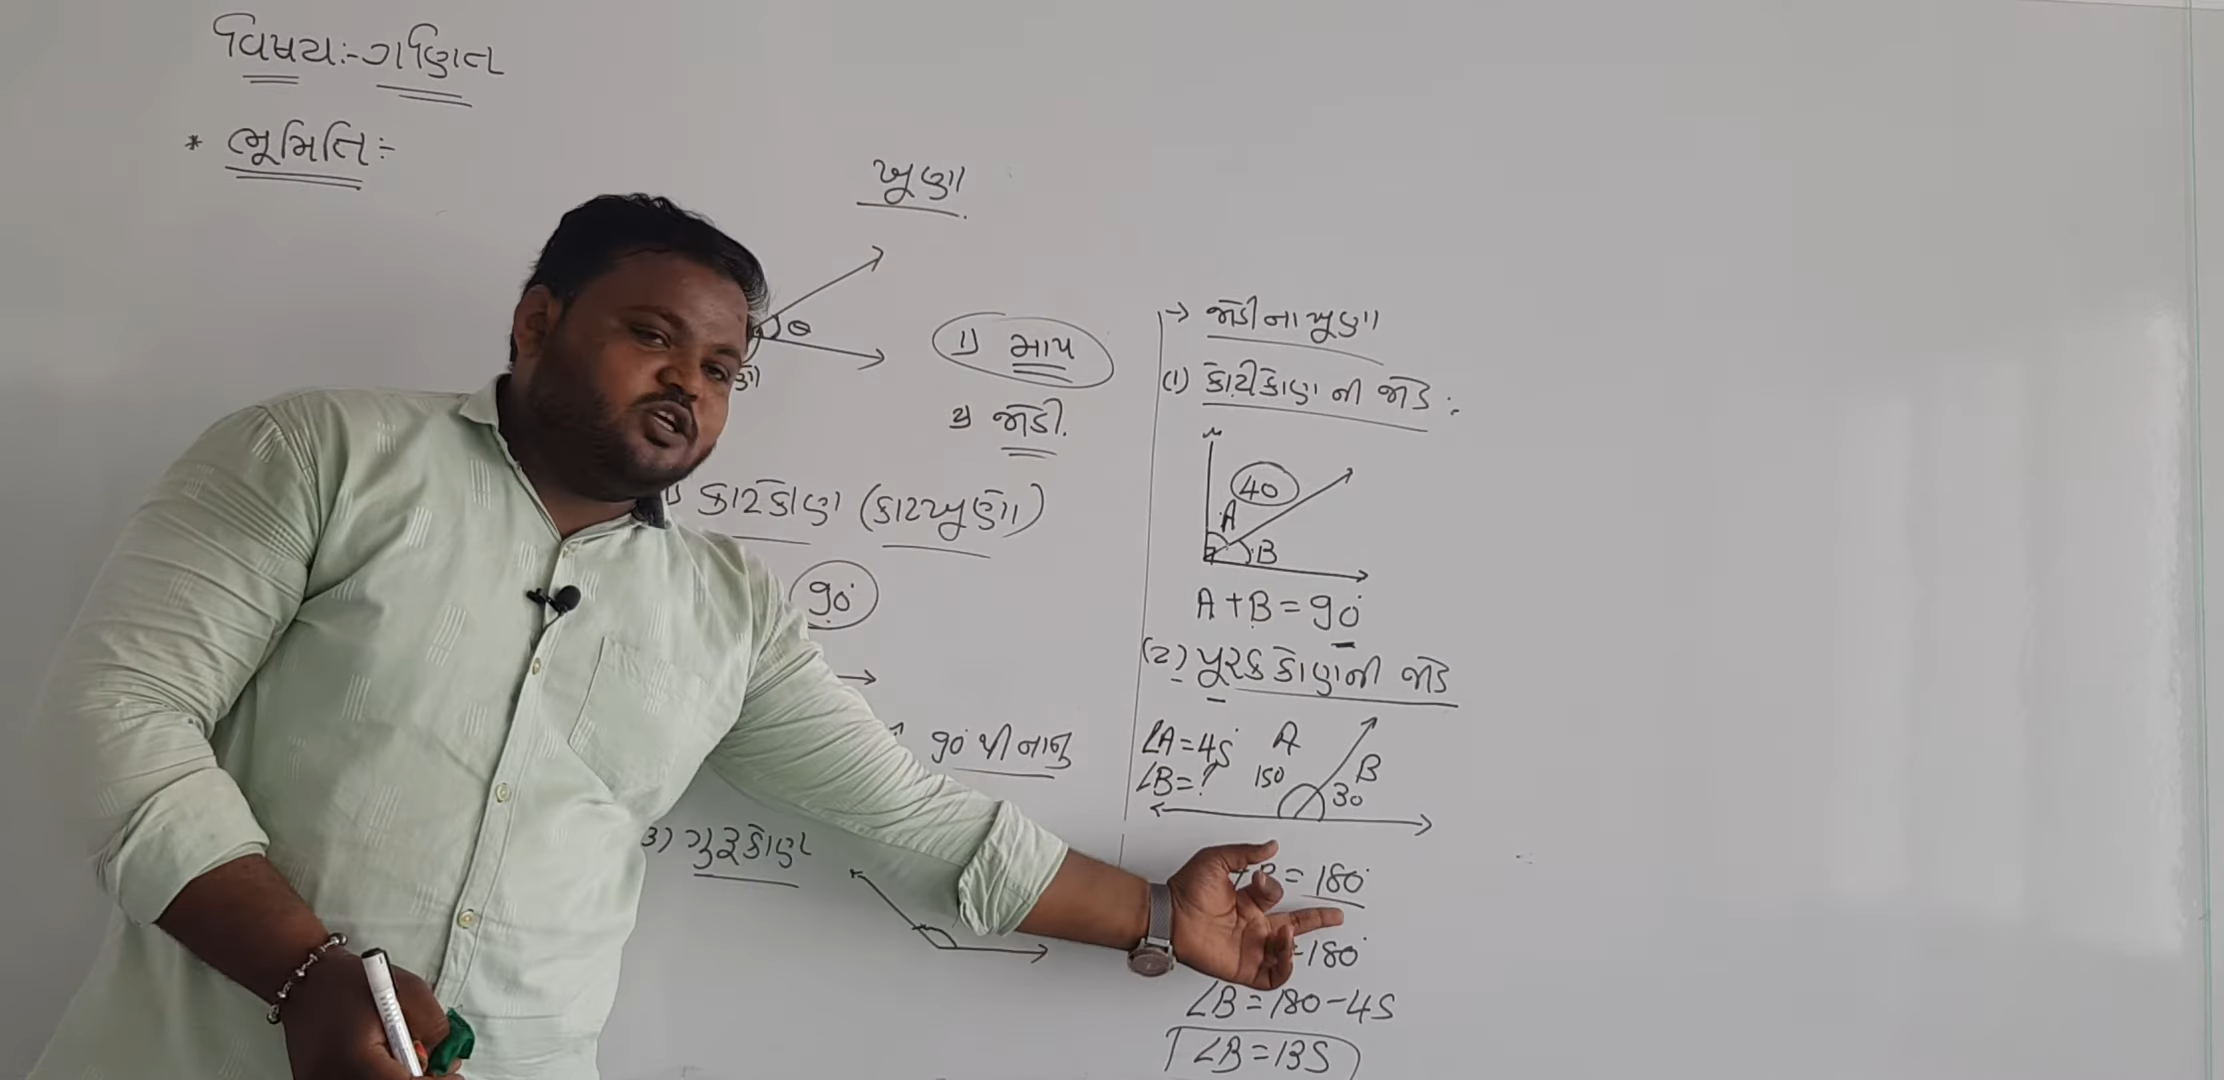 વિષય:- ગણિત
* ભૂમિતિ:-
ખૂણા
θ
1) માપ
2) જોડી.
1) કાટકોણ (કાટખૂણો)
90°
90° થી નાનુ
3) ગુરૂકોણ
→ જોડીના ખૂણા
(1) કોટીકોણા ની જોડ :
40
A
B
A + B = 90°
(2) પૂરક કોણની જોડ
∠A = 45°
∠B = ?
A
150
B
30
+ B = 180°
= 180°
∠B = 180 - 45
∠B = 135